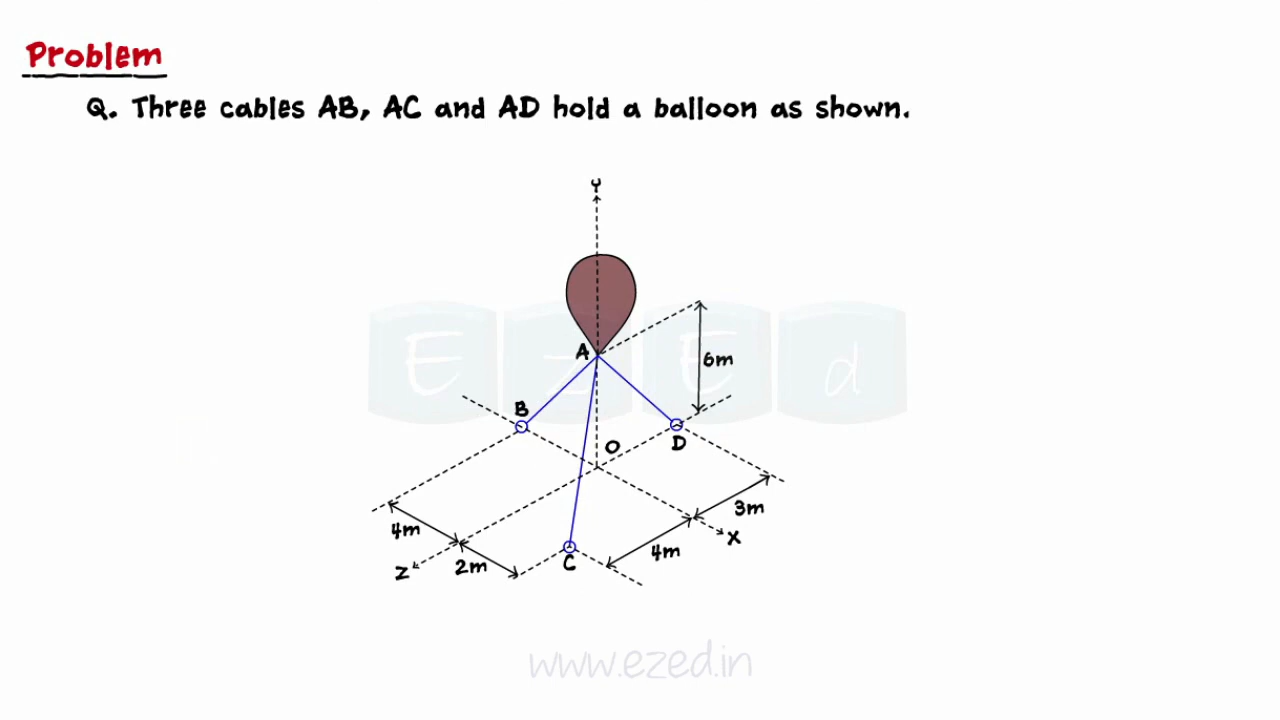 Problem
Q. Three cables AB, AC and AD hold a balloon as shown.
Y
A
6m
B
D
O
4m
3m
X
4m
Z
2m
C
EzEd
www.ezed.in